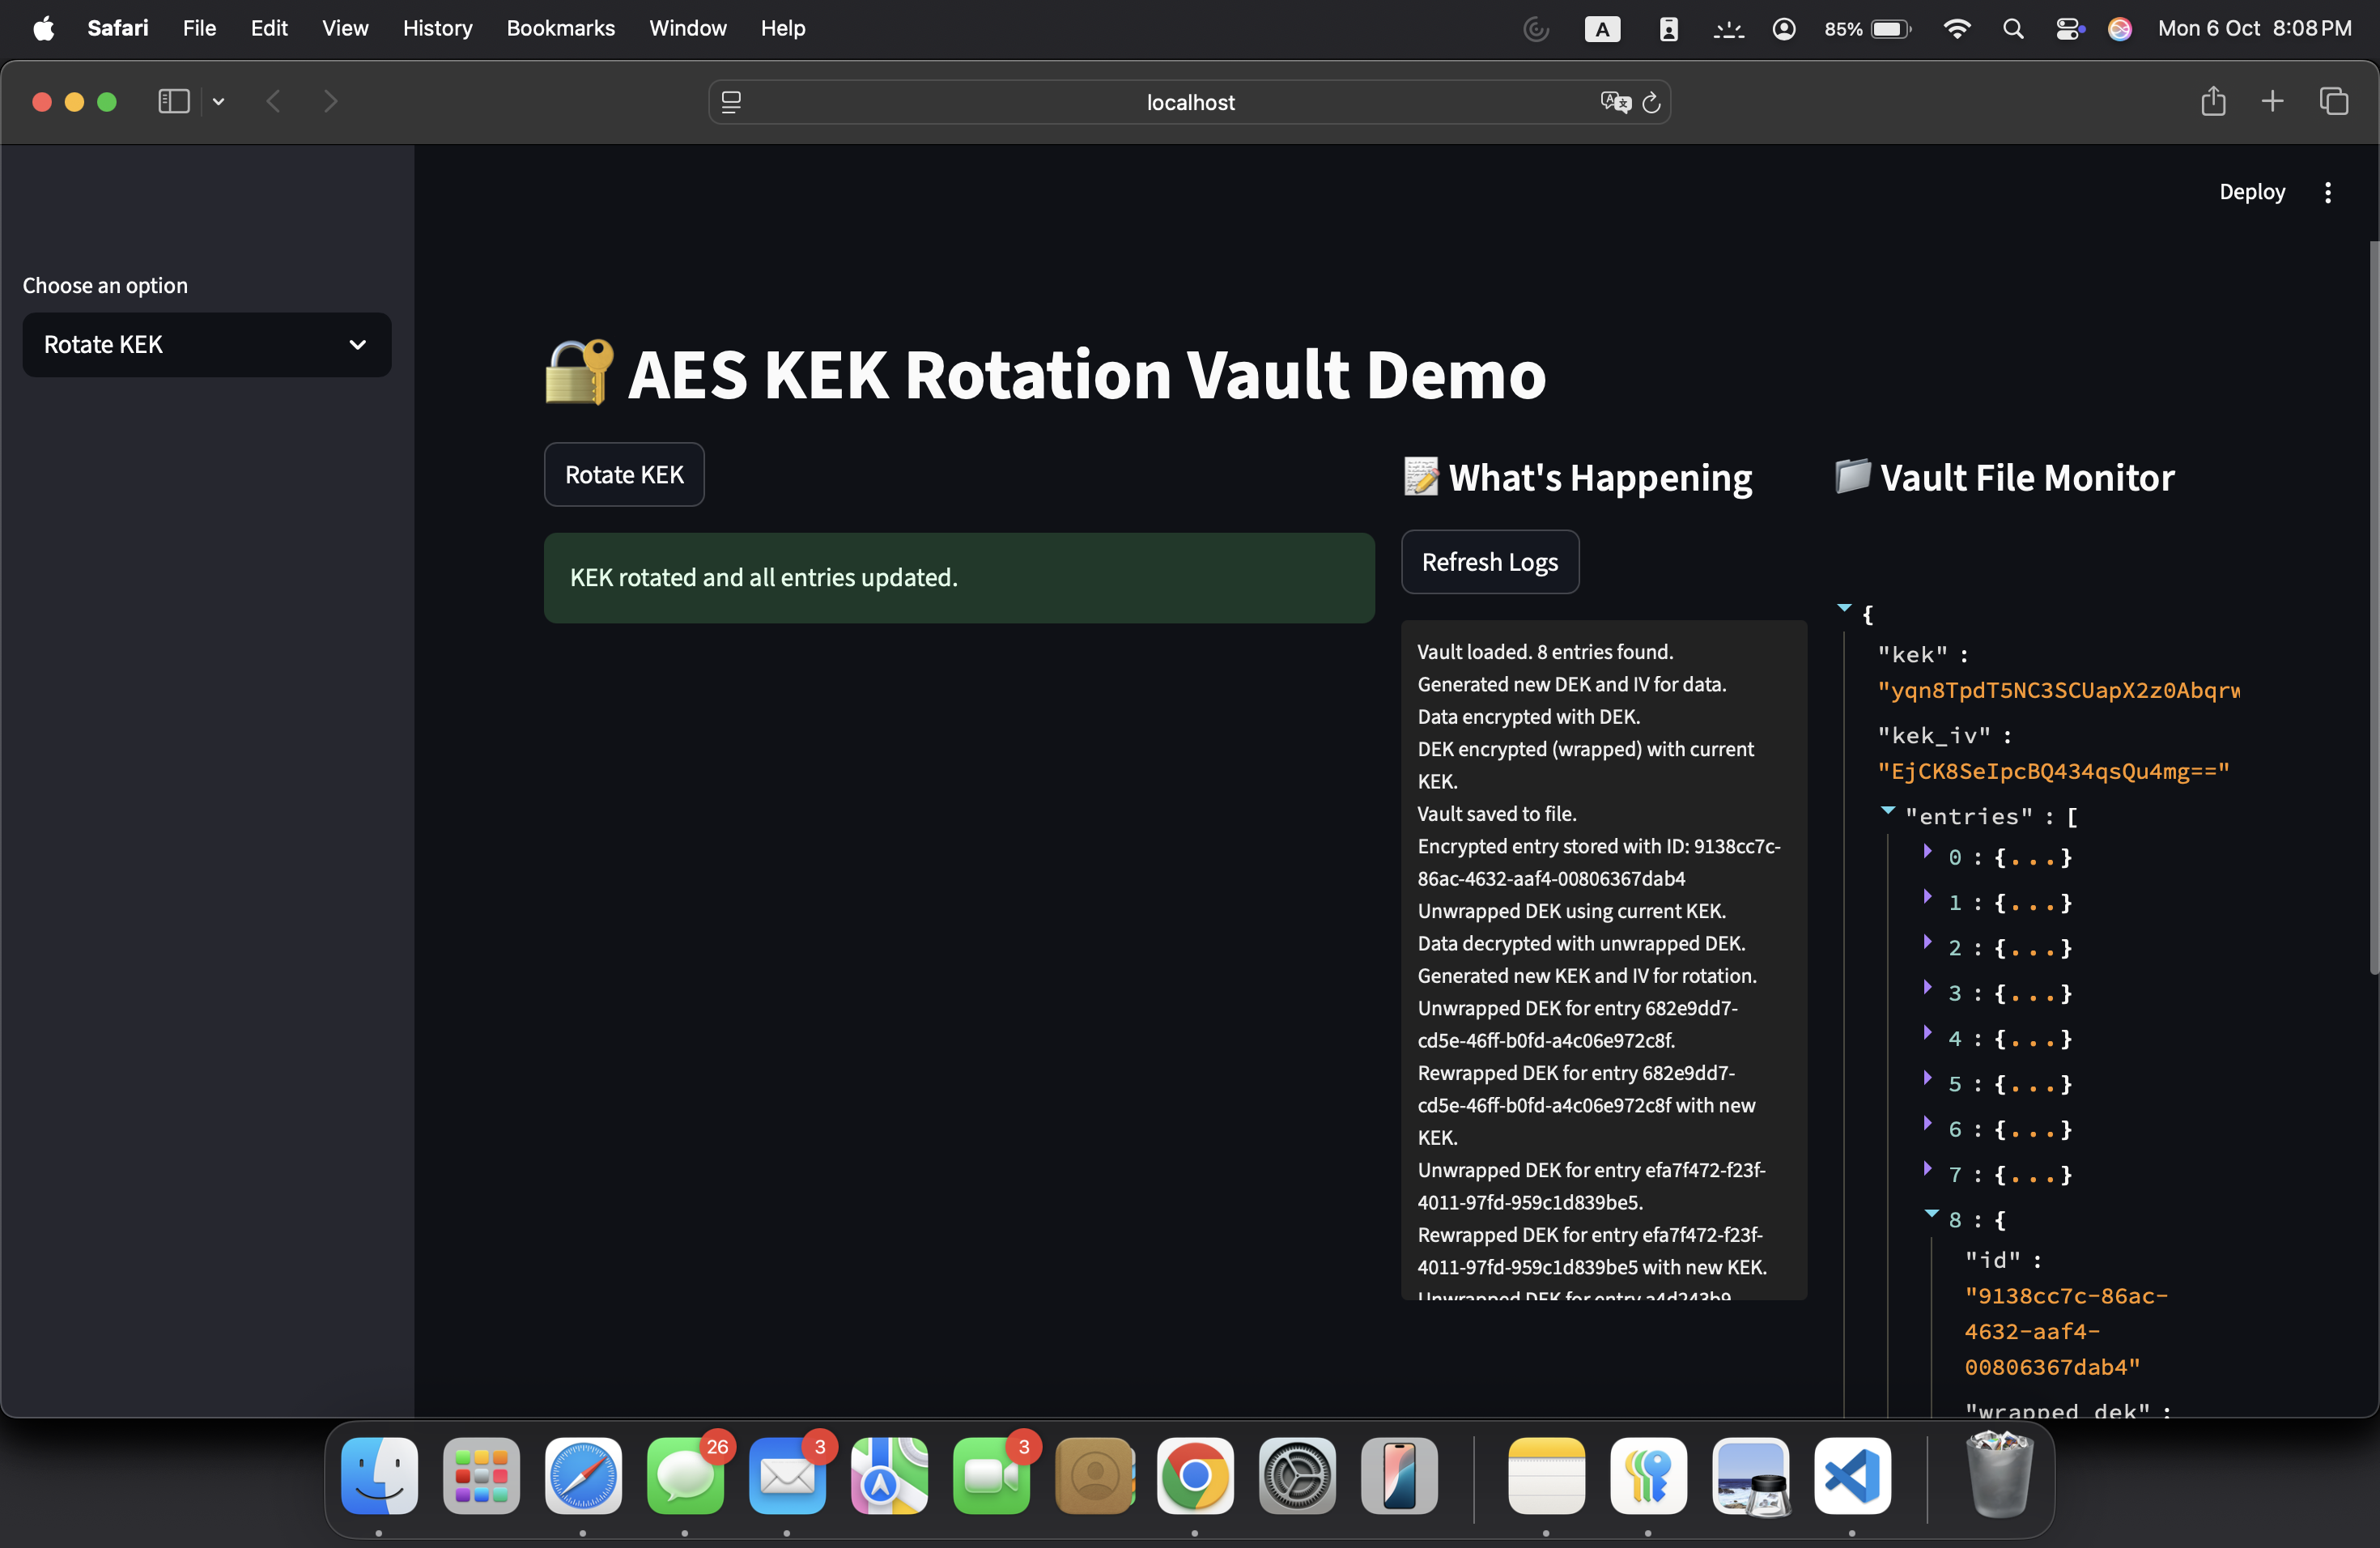 Safari File Edit View History Bookmarks Window Help
A
85%
Mon 6 Oct 8:08 PM
localhost
Deploy
Choose an option
Rotate KEK
AES KEK Rotation Vault Demo
Rotate KEK
KEK rotated and all entries updated.
What's Happening
Refresh Logs
Vault loaded. 8 entries found.
Generated new DEK and IV for data.
Data encrypted with DEK.
DEK encrypted (wrapped) with current
KEK.
Vault saved to file.
Encrypted entry stored with ID: 9138cc7c-
86ac-4632-aaf4-00806367dab4
Unwrapped DEK using current KEK.
Data decrypted with unwrapped DEK.
Generated new KEK and IV for rotation.
Unwrapped DEK for entry 682e9dd7-
cd5e-46ff-b0fd-a4c06e972c8f.
Rewrapped DEK for entry 682e9dd7-
cd5e-46ff-b0fd-a4c06e972c8f with new
KEK.
Unwrapped DEK for entry efa7f472-f23f-
4011-97fd-959c1d839be5.
Rewrapped DEK for entry efa7f472-f23f-
4011-97fd-959c1d839be5 with new KEK.
Unwrapped DEK for entry a4d243b9
Vault File Monitor
{
"kek" :
"yqn8TpdT5NC3SCUapX2z0Abqrw
"kek_iv" :
"EjCK8SeIpcBQ434qsQu4mg=="
"entries" : [
0 : {...}
1 : {...}
2 : {...}
3 : {...}
4 : {...}
5 : {...}
6 : {...}
7 : {...}
8 : {
"id" :
"9138cc7c-86ac-
4632-aaf4-
00806367dab4"
"wrapped_dek" :
26
3
3